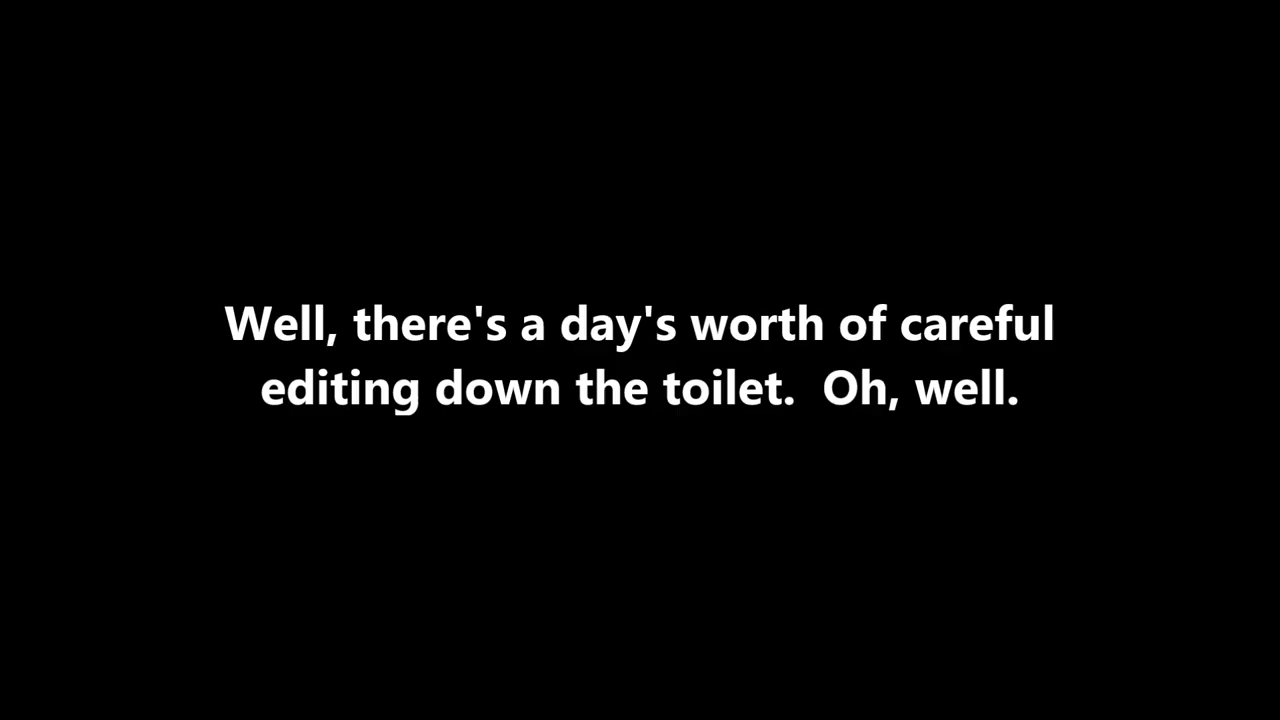 Well, there's a day's worth of careful
editing down the toilet.  Oh, well.